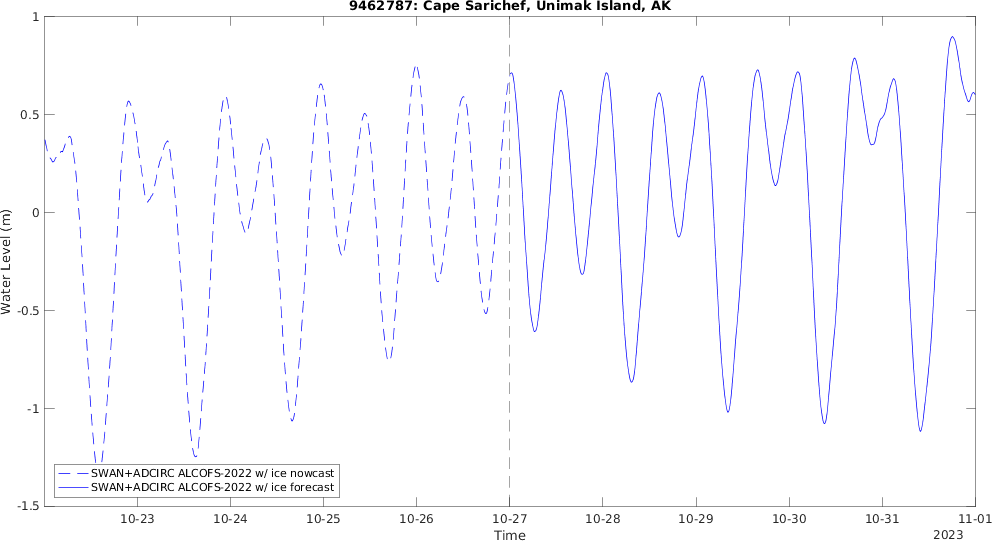 9462787: Cape Sarichef, Unimak Island, AK
1
0.5
0
-0.5
-1
-1.5
Water Level (m)
SWAN+ADCIRC ALCOFS-2022 w/ ice nowcast
SWAN+ADCIRC ALCOFS-2022 w/ ice forecast
10-23 10-24 10-25 10-26 10-27 10-28 10-29 10-30 10-31 11-01
Time
2023